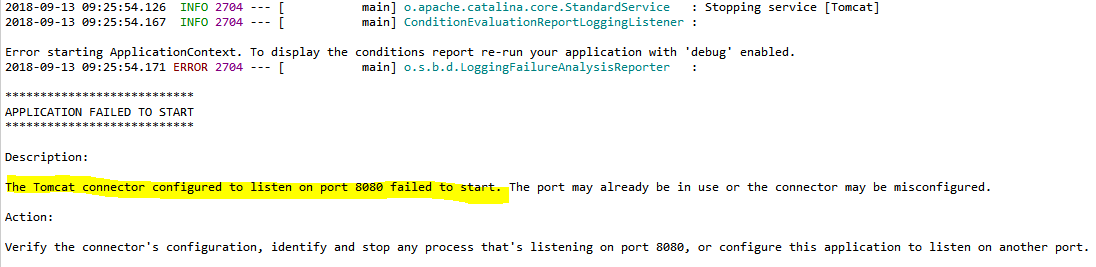 2018-09-13 09:25:54.126  INFO 2704 --- [           main] o.apache.catalina.core.StandardService   : Stopping service [Tomcat]
2018-09-13 09:25:54.167  INFO 2704 --- [           main] ConditionEvaluationReportLoggingListener :
Error starting ApplicationContext. To display the conditions report re-run your application with 'debug' enabled.
2018-09-13 09:25:54.171 ERROR 2704 --- [           main] o.s.b.d.LoggingFailureAnalysisReporter   :
***************************
APPLICATION FAILED TO START
***************************
Description:
The Tomcat connector configured to listen on port 8080 failed to start. The port may already be in use or the connector may be misconfigured.
Action:
Verify the connector's configuration, identify and stop any process that's listening on port 8080, or configure this application to listen on another port.